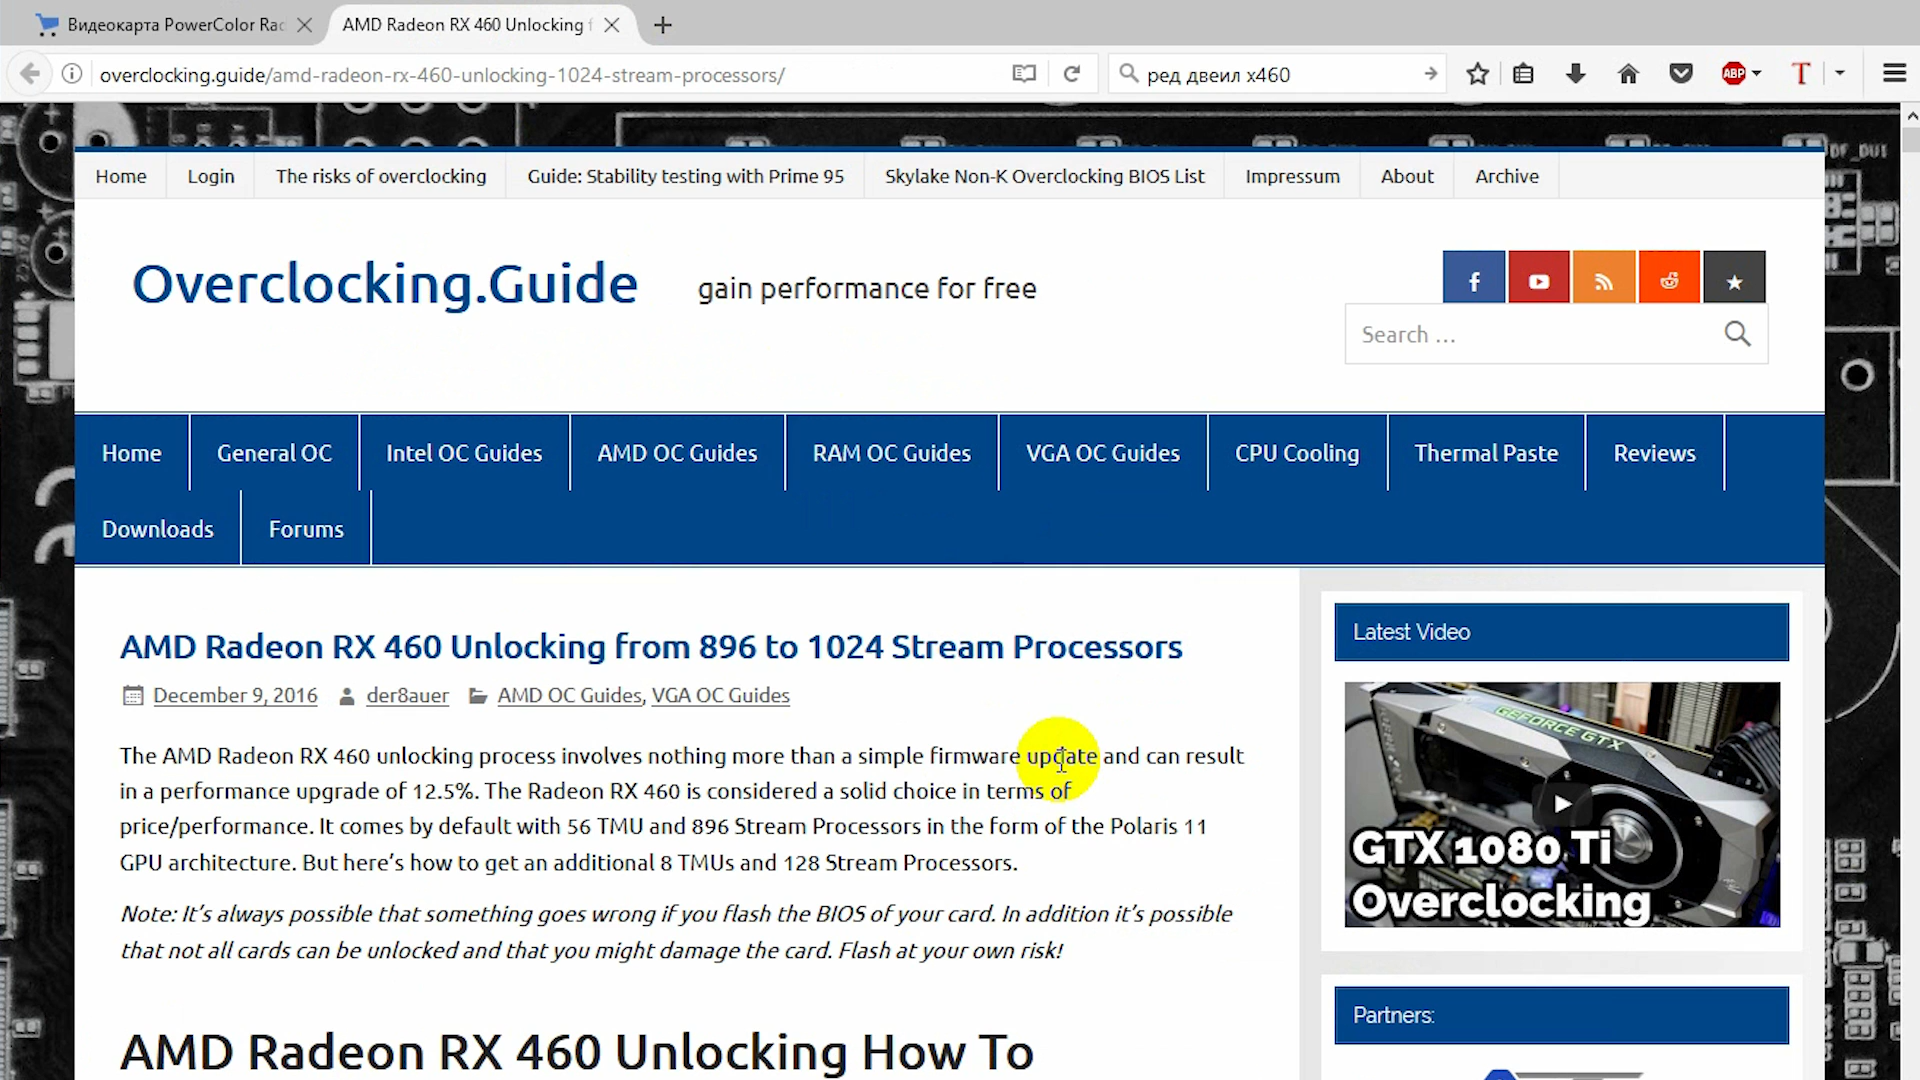 Видеокарта PowerColor Rad
AMD Radeon RX 460 Unlocking f
overclocking.guide/amd-radeon-rx-460-unlocking-1024-stream-processors/
ред двеил х460
ABP
T
Home Login The risks of overclocking Guide: Stability testing with Prime 95 Skylake Non-K Overclocking BIOS List Impressum About Archive
Overclocking.Guide
gain performance for free
Search ...
Home General OC Intel OC Guides AMD OC Guides RAM OC Guides VGA OC Guides CPU Cooling Thermal Paste Reviews
Downloads Forums
AMD Radeon RX 460 Unlocking from 896 to 1024 Stream Processors
December 9, 2016 der8auer AMD OC Guides, VGA OC Guides
The AMD Radeon RX 460 unlocking process involves nothing more than a simple firmware update and can result
in a performance upgrade of 12.5%. The Radeon RX 460 is considered a solid choice in terms of
price/performance. It comes by default with 56 TMU and 896 Stream Processors in the form of the Polaris 11
GPU architecture. But here’s how to get an additional 8 TMUs and 128 Stream Processors.
Note: It’s always possible that something goes wrong if you flash the BIOS of your card. In addition it’s possible
that not all cards can be unlocked and that you might damage the card. Flash at your own risk!
AMD Radeon RX 460 Unlocking How To
Latest Video
GEFORCE GTX
GTX 1080 Ti
Overclocking
Partners: